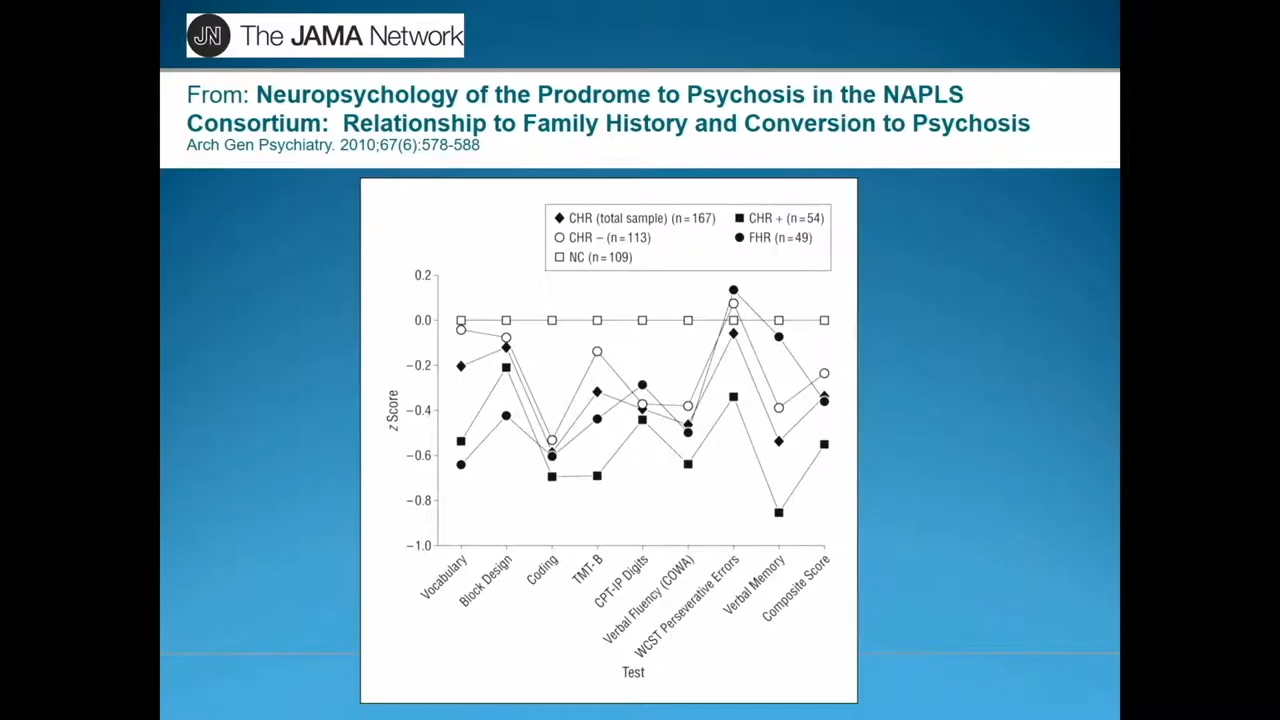 JN The JAMA Network
From: Neuropsychology of the Prodrome to Psychosis in the NAPLS
Consortium: Relationship to Family History and Conversion to Psychosis
Arch Gen Psychiatry. 2010;67(6):578-588
CHR (total sample) (n=167)
CHR + (n=54)
CHR – (n=113)
FHR (n=49)
NC (n=109)
0.2
0.0
–0.2
–0.4
–0.6
–0.8
–1.0
z Score
Vocabulary
Block Design
Coding
TMT-B
CPT-IP Digits
Verbal Fluency (COWA)
WCST Perseverative Errors
Verbal Memory
Composite Score
Test